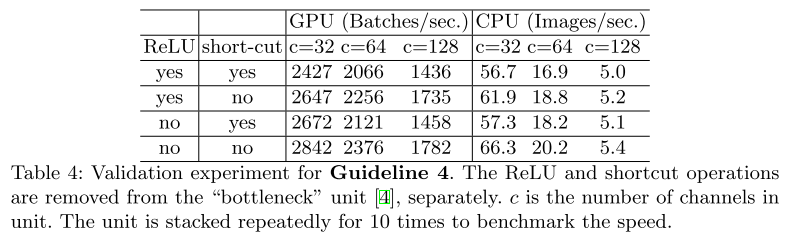 GPU (Batches/sec.) CPU (Images/sec.)
ReLU short-cut c=32 c=64 c=128 c=32 c=64 c=128
yes yes 2427 2066 1436 56.7 16.9 5.0
yes no 2647 2256 1735 61.9 18.8 5.2
no yes 2672 2121 1458 57.3 18.2 5.1
no no 2842 2376 1782 66.3 20.2 5.4
Table 4: Validation experiment for Guideline 4. The ReLU and shortcut operations
are removed from the “bottleneck” unit [4], separately. c is the number of channels in
unit. The unit is stacked repeatedly for 10 times to benchmark the speed.